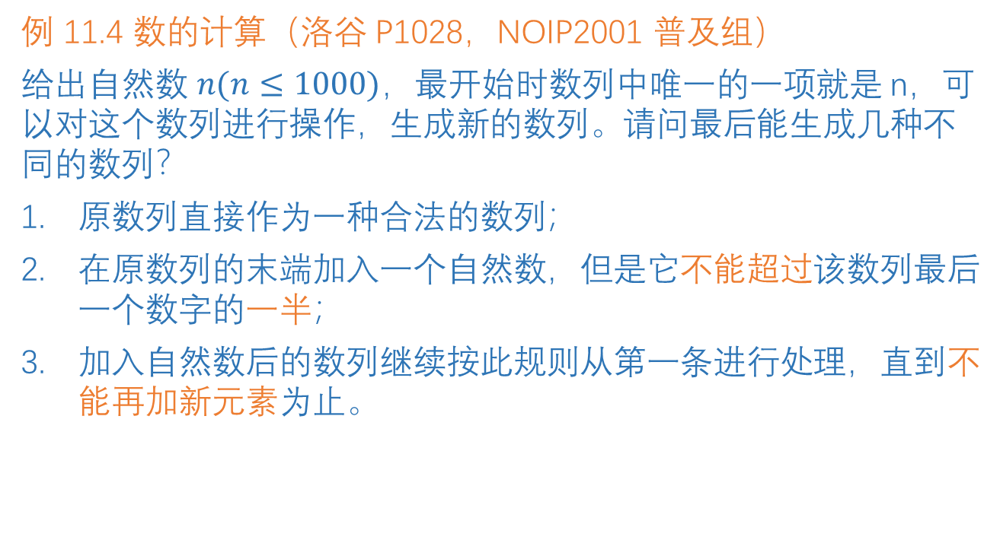 例 11.4 数的计算（洛谷 P1028，NOIP2001 普及组）
给出自然数 n(n ≤ 1000)，最开始时数列中唯一的一项就是 n，可
以对这个数列进行操作，生成新的数列。请问最后能生成几种不
同的数列？
1. 原数列直接作为一种合法的数列；
2. 在原数列的末端加入一个自然数，但是它不能超过该数列最后
一个数字的一半；
3. 加入自然数后的数列继续按此规则从第一条进行处理，直到不
能再加新元素为止。